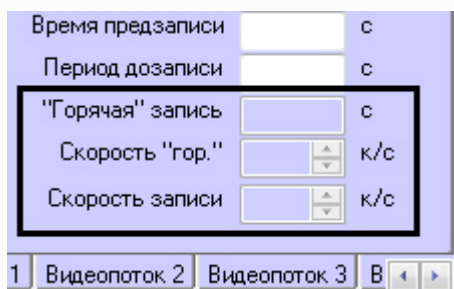 Время предзаписи с
Период дозаписи с
"Горячая" запись с
Скорость "гор." к/с
Скорость записи к/с
1 Видеопоток 2 Видеопоток 3 В